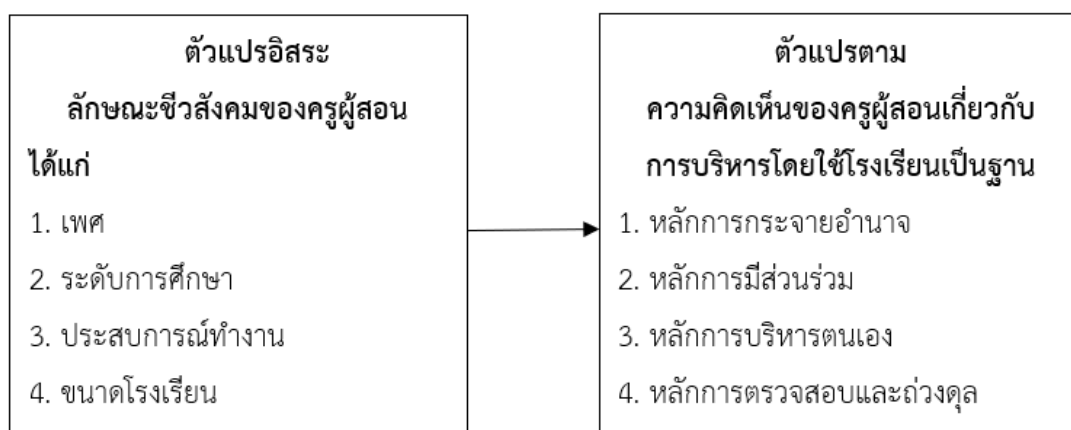 ตัวแปรอิสระ
ลักษณะชีวสังคมของครูผู้สอน
ได้แก่
1. เพศ
2. ระดับการศึกษา
3. ประสบการณ์ทำงาน
4. ขนาดโรงเรียน
ตัวแปรตาม
ความคิดเห็นของครูผู้สอนเกี่ยวกับ
การบริหารโดยใช้โรงเรียนเป็นฐาน
1. หลักการกระจายอำนาจ
2. หลักการมีส่วนร่วม
3. หลักการบริหารตนเอง
4. หลักการตรวจสอบและถ่วงดุล